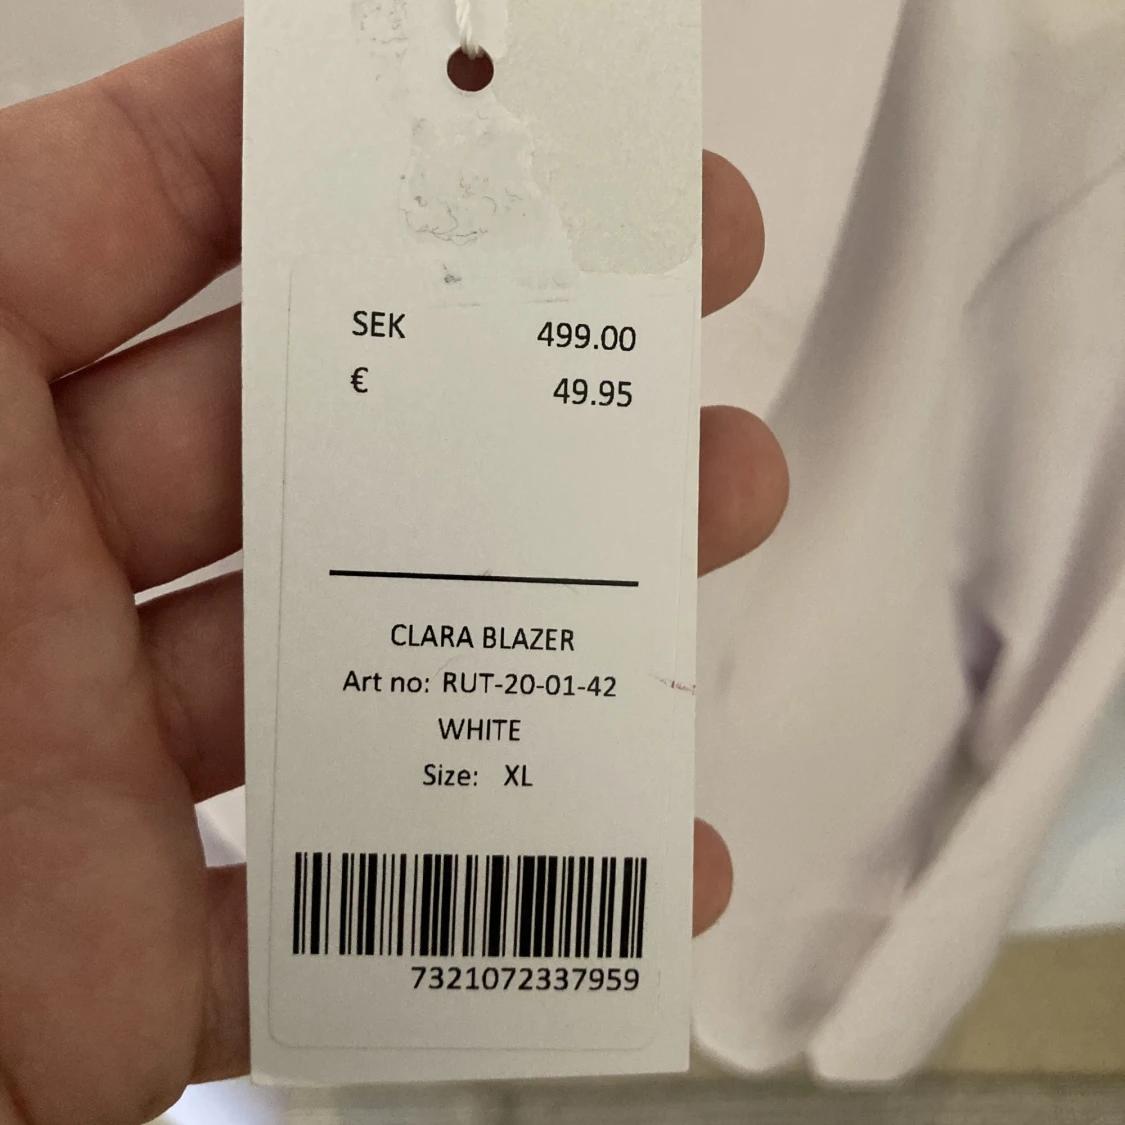 SEK 499.00
€ 49.95
CLARA BLAZER
Art no: RUT-20-01-42
WHITE
Size: XL
7321072337959